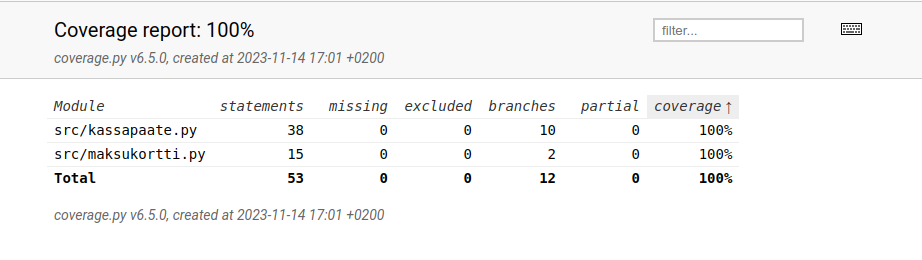 Coverage report: 100%
filter...
coverage.py v6.5.0, created at 2023-11-14 17:01 +0200
Module statements missing excluded branches partial coverage ↑
src/kassapaate.py 38 0 0 10 0 100%
src/maksukortti.py 15 0 0 2 0 100%
Total 53 0 0 12 0 100%
coverage.py v6.5.0, created at 2023-11-14 17:01 +0200